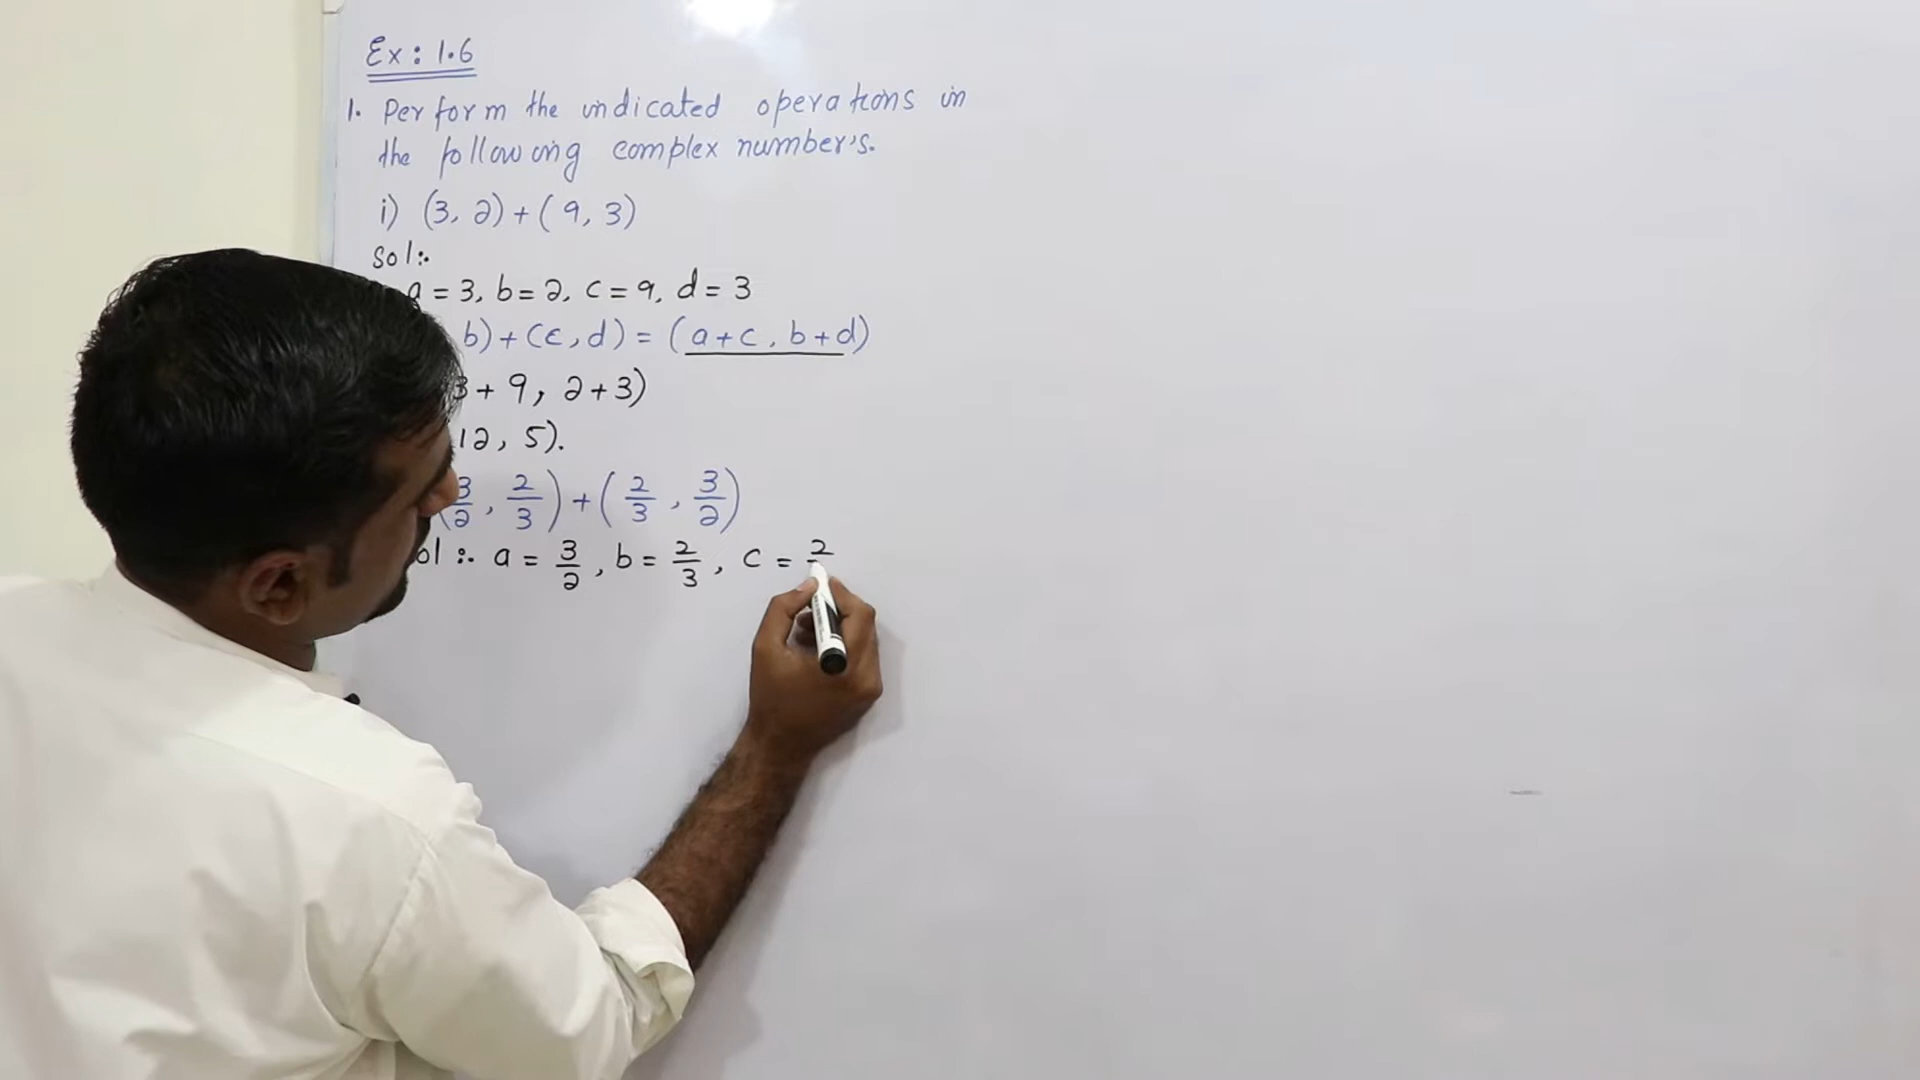 Ex: 1.6
1. Perform the indicated operations in
the following complex number's.
i) (3, 2) + (9, 3)
Sol:.
a = 3, b = 2, c = 9, d = 3
b) + (c, d) = (a+c, b+d)
3 + 9, 2+3)
12, 5).
(3/2, 2/3) + (2/3, 3/2)
ol :. a = 3/2, b = 2/3, c = 2